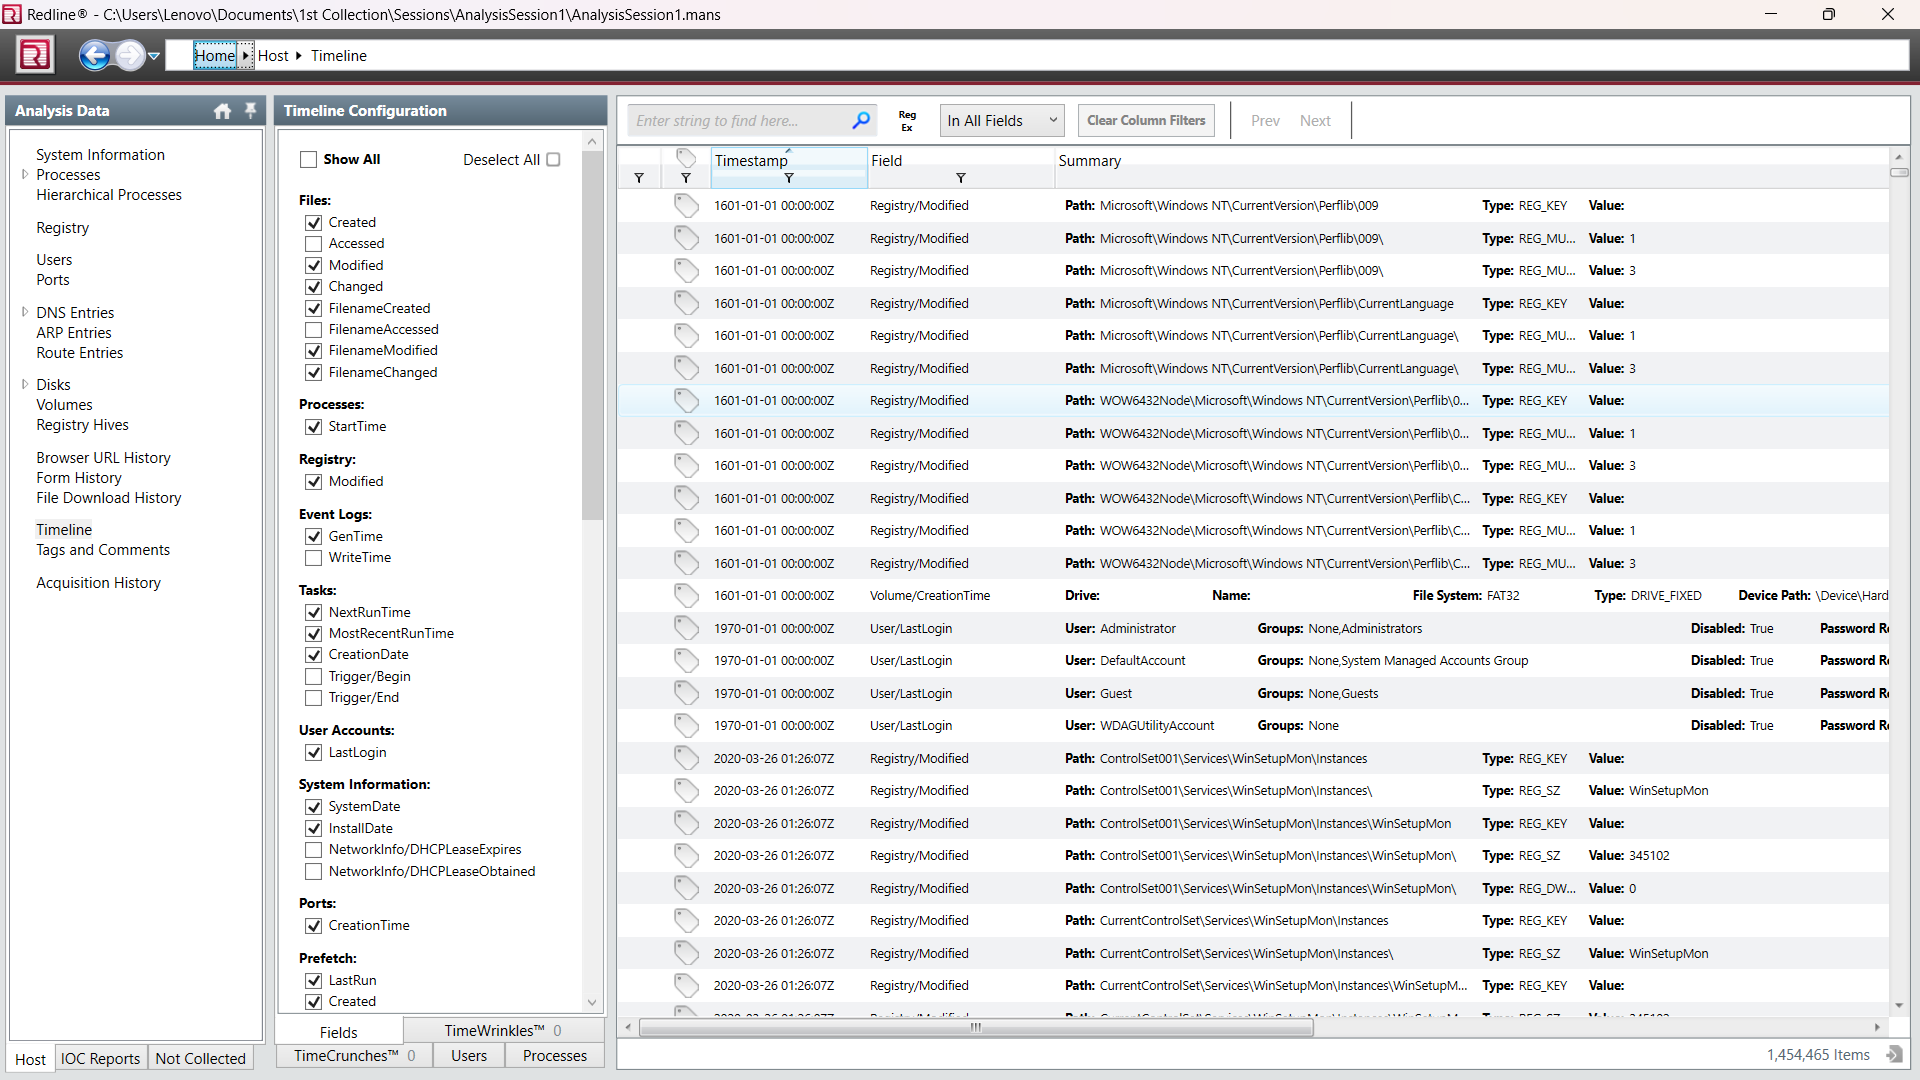 Redline® - C:\Users\Lenovo\Documents\1st Collection\Sessions\AnalysisSession1\AnalysisSession1.mans
Home ▸ Host ▸ Timeline
Analysis Data
System Information
Processes
Hierarchical Processes
Registry
Users
Ports
DNS Entries
ARP Entries
Route Entries
Disks
Volumes
Registry Hives
Browser URL History
Form History
File Download History
Timeline
Tags and Comments
Acquisition History
Host
IOC Reports
Not Collected
Timeline Configuration
Show All
Deselect All
Files:
Created
Accessed
Modified
Changed
FilenameCreated
FilenameAccessed
FilenameModified
FilenameChanged
Processes:
StartTime
Registry:
Modified
Event Logs:
GenTime
WriteTime
Tasks:
NextRunTime
MostRecentRunTime
CreationDate
Trigger/Begin
Trigger/End
User Accounts:
LastLogin
System Information:
SystemDate
InstallDate
NetworkInfo/DHCPLeaseExpires
NetworkInfo/DHCPLeaseObtained
Ports:
CreationTime
Prefetch:
LastRun
Created
Fields
TimeWrinkles™ 0
TimeCrunches™ 0
Users
Processes
Enter string to find here...
Reg Ex
In All Fields
Clear Column Filters
Prev
Next
Timestamp Field Summary
1601-01-01 00:00:00Z Registry/Modified Path: Microsoft\Windows NT\CurrentVersion\Perflib\009 Type: REG_KEY Value:
1601-01-01 00:00:00Z Registry/Modified Path: Microsoft\Windows NT\CurrentVersion\Perflib\009\ Type: REG_MU... Value: 1
1601-01-01 00:00:00Z Registry/Modified Path: Microsoft\Windows NT\CurrentVersion\Perflib\009\ Type: REG_MU... Value: 3
1601-01-01 00:00:00Z Registry/Modified Path: Microsoft\Windows NT\CurrentVersion\Perflib\CurrentLanguage Type: REG_KEY Value:
1601-01-01 00:00:00Z Registry/Modified Path: Microsoft\Windows NT\CurrentVersion\Perflib\CurrentLanguage\ Type: REG_MU... Value: 1
1601-01-01 00:00:00Z Registry/Modified Path: Microsoft\Windows NT\CurrentVersion\Perflib\CurrentLanguage\ Type: REG_MU... Value: 3
1601-01-01 00:00:00Z Registry/Modified Path: WOW6432Node\Microsoft\Windows NT\CurrentVersion\Perflib\0... Type: REG_KEY Value:
1601-01-01 00:00:00Z Registry/Modified Path: WOW6432Node\Microsoft\Windows NT\CurrentVersion\Perflib\0... Type: REG_MU... Value: 1
1601-01-01 00:00:00Z Registry/Modified Path: WOW6432Node\Microsoft\Windows NT\CurrentVersion\Perflib\0... Type: REG_MU... Value: 3
1601-01-01 00:00:00Z Registry/Modified Path: WOW6432Node\Microsoft\Windows NT\CurrentVersion\Perflib\C... Type: REG_KEY Value:
1601-01-01 00:00:00Z Registry/Modified Path: WOW6432Node\Microsoft\Windows NT\CurrentVersion\Perflib\C... Type: REG_MU... Value: 1
1601-01-01 00:00:00Z Registry/Modified Path: WOW6432Node\Microsoft\Windows NT\CurrentVersion\Perflib\C... Type: REG_MU... Value: 3
1601-01-01 00:00:00Z Volume/CreationTime Drive: Name: File System: FAT32 Type: DRIVE_FIXED Device Path: \Device\Hard
1970-01-01 00:00:00Z User/LastLogin User: Administrator Groups: None,Administrators Disabled: True Password Re
1970-01-01 00:00:00Z User/LastLogin User: DefaultAccount Groups: None,System Managed Accounts Group Disabled: True Password Re
1970-01-01 00:00:00Z User/LastLogin User: Guest Groups: None,Guests Disabled: True Password Re
1970-01-01 00:00:00Z User/LastLogin User: WDAGUtilityAccount Groups: None Disabled: True Password Re
2020-03-26 01:26:07Z Registry/Modified Path: ControlSet001\Services\WinSetupMon\Instances Type: REG_KEY Value:
2020-03-26 01:26:07Z Registry/Modified Path: ControlSet001\Services\WinSetupMon\Instances\ Type: REG_SZ Value: WinSetupMon
2020-03-26 01:26:07Z Registry/Modified Path: ControlSet001\Services\WinSetupMon\Instances\WinSetupMon Type: REG_KEY Value:
2020-03-26 01:26:07Z Registry/Modified Path: ControlSet001\Services\WinSetupMon\Instances\WinSetupMon\ Type: REG_SZ Value: 345102
2020-03-26 01:26:07Z Registry/Modified Path: ControlSet001\Services\WinSetupMon\Instances\WinSetupMon\ Type: REG_DW... Value: 0
2020-03-26 01:26:07Z Registry/Modified Path: CurrentControlSet\Services\WinSetupMon\Instances Type: REG_KEY Value:
2020-03-26 01:26:07Z Registry/Modified Path: CurrentControlSet\Services\WinSetupMon\Instances\ Type: REG_SZ Value: WinSetupMon
2020-03-26 01:26:07Z Registry/Modified Path: CurrentControlSet\Services\WinSetupMon\Instances\WinSetupM... Type: REG_KEY Value:
1,454,465 Items